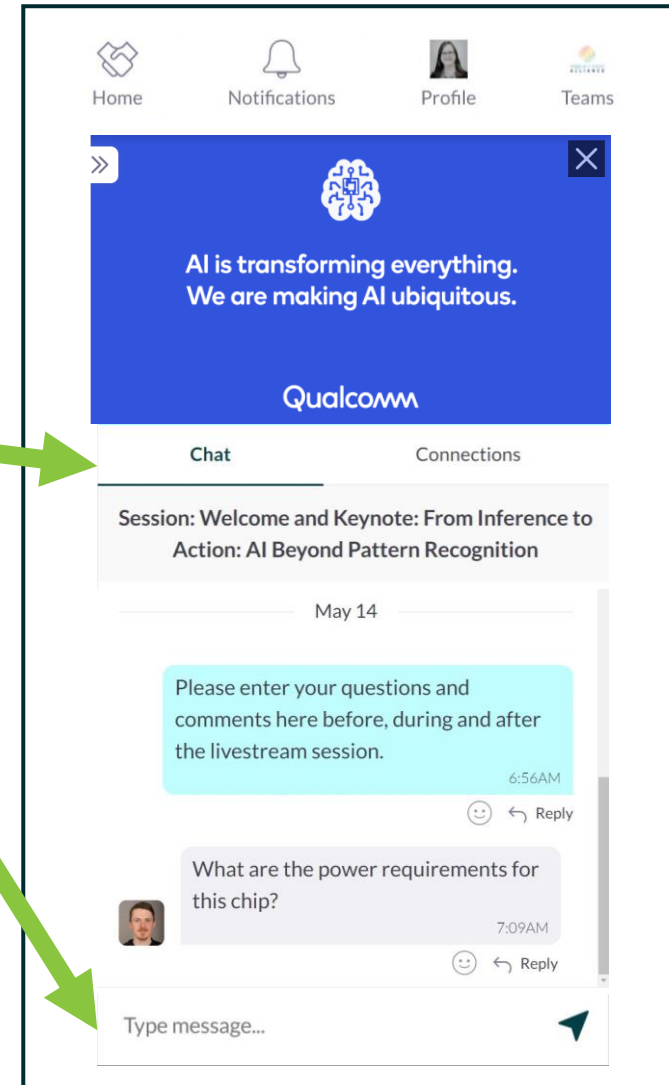 Home
Notifications
Profile
Teams
AI is transforming everything.
We are making AI ubiquitous.
Qualcomm
Chat
Connections
Session: Welcome and Keynote: From Inference to
Action: AI Beyond Pattern Recognition
May 14
Please enter your questions and
comments here before, during and after
the livestream session.
6:56AM
Reply
What are the power requirements for
this chip?
7:09AM
Reply
Type message...